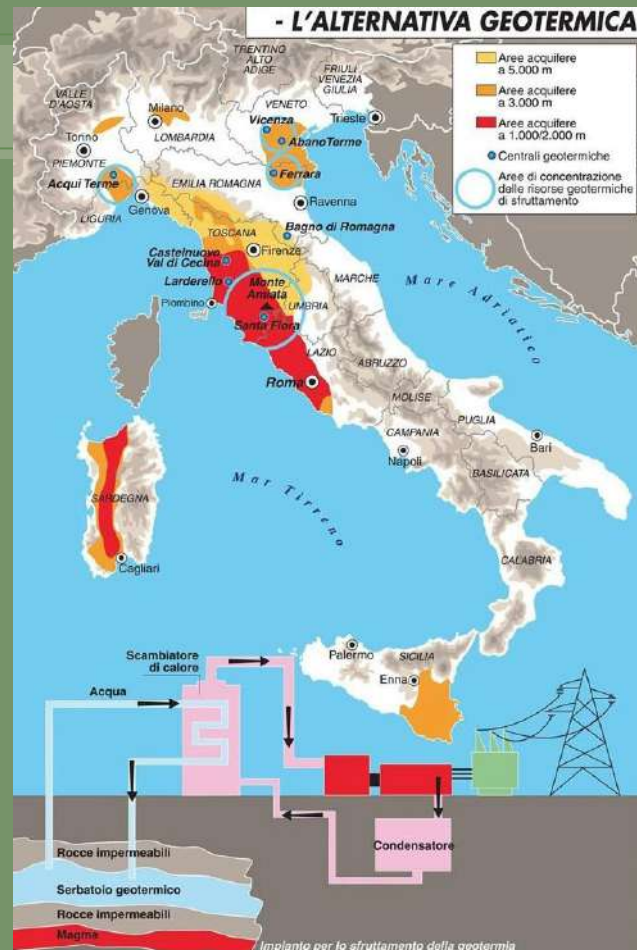 - L'ALTERNATIVA GEOTERMICA
Aree acquifere
a 5.000 m
Aree acquifere
a 3.000 m
Aree acquifere
a 1.000/2.000 m
Centrali geotermiche
Aree di concentrazione
delle risorse geotermiche
di sfruttamento
TRENTINO
ALTO
ADIGE
FRIULI
VENEZIA
GIULIA
VALLE
D'AOSTA
Milano
VENETO
Trieste
Vicenza
Torino
LOMBARDIA
Abano Terme
PIEMONTE
Ferrara
Acqui Terme
EMILIA ROMAGNA
Genova
Ravenna
LIGURIA
Bagno di Romagna
TOSCANA
Firenze
Castelnuovo
Val di Cecina
MARCHE
Larderello
Monte
Amiata
Piombino
UMBRIA
Santa Fiora
Mare Adriatico
LAZIO
ABRUZZO
Roma
MOLISE
PUGLIA
CAMPANIA
Bari
Napoli
BASILICATA
Mar Tirreno
SARDEGNA
CALABRIA
Cagliari
Palermo
SICILIA
Enna
Scambiatore
di calore
Acqua
Condensatore
Rocce impermeabili
Serbatoio geotermico
Rocce impermeabili
Magma
Impianto per lo sfruttamento della geotermia